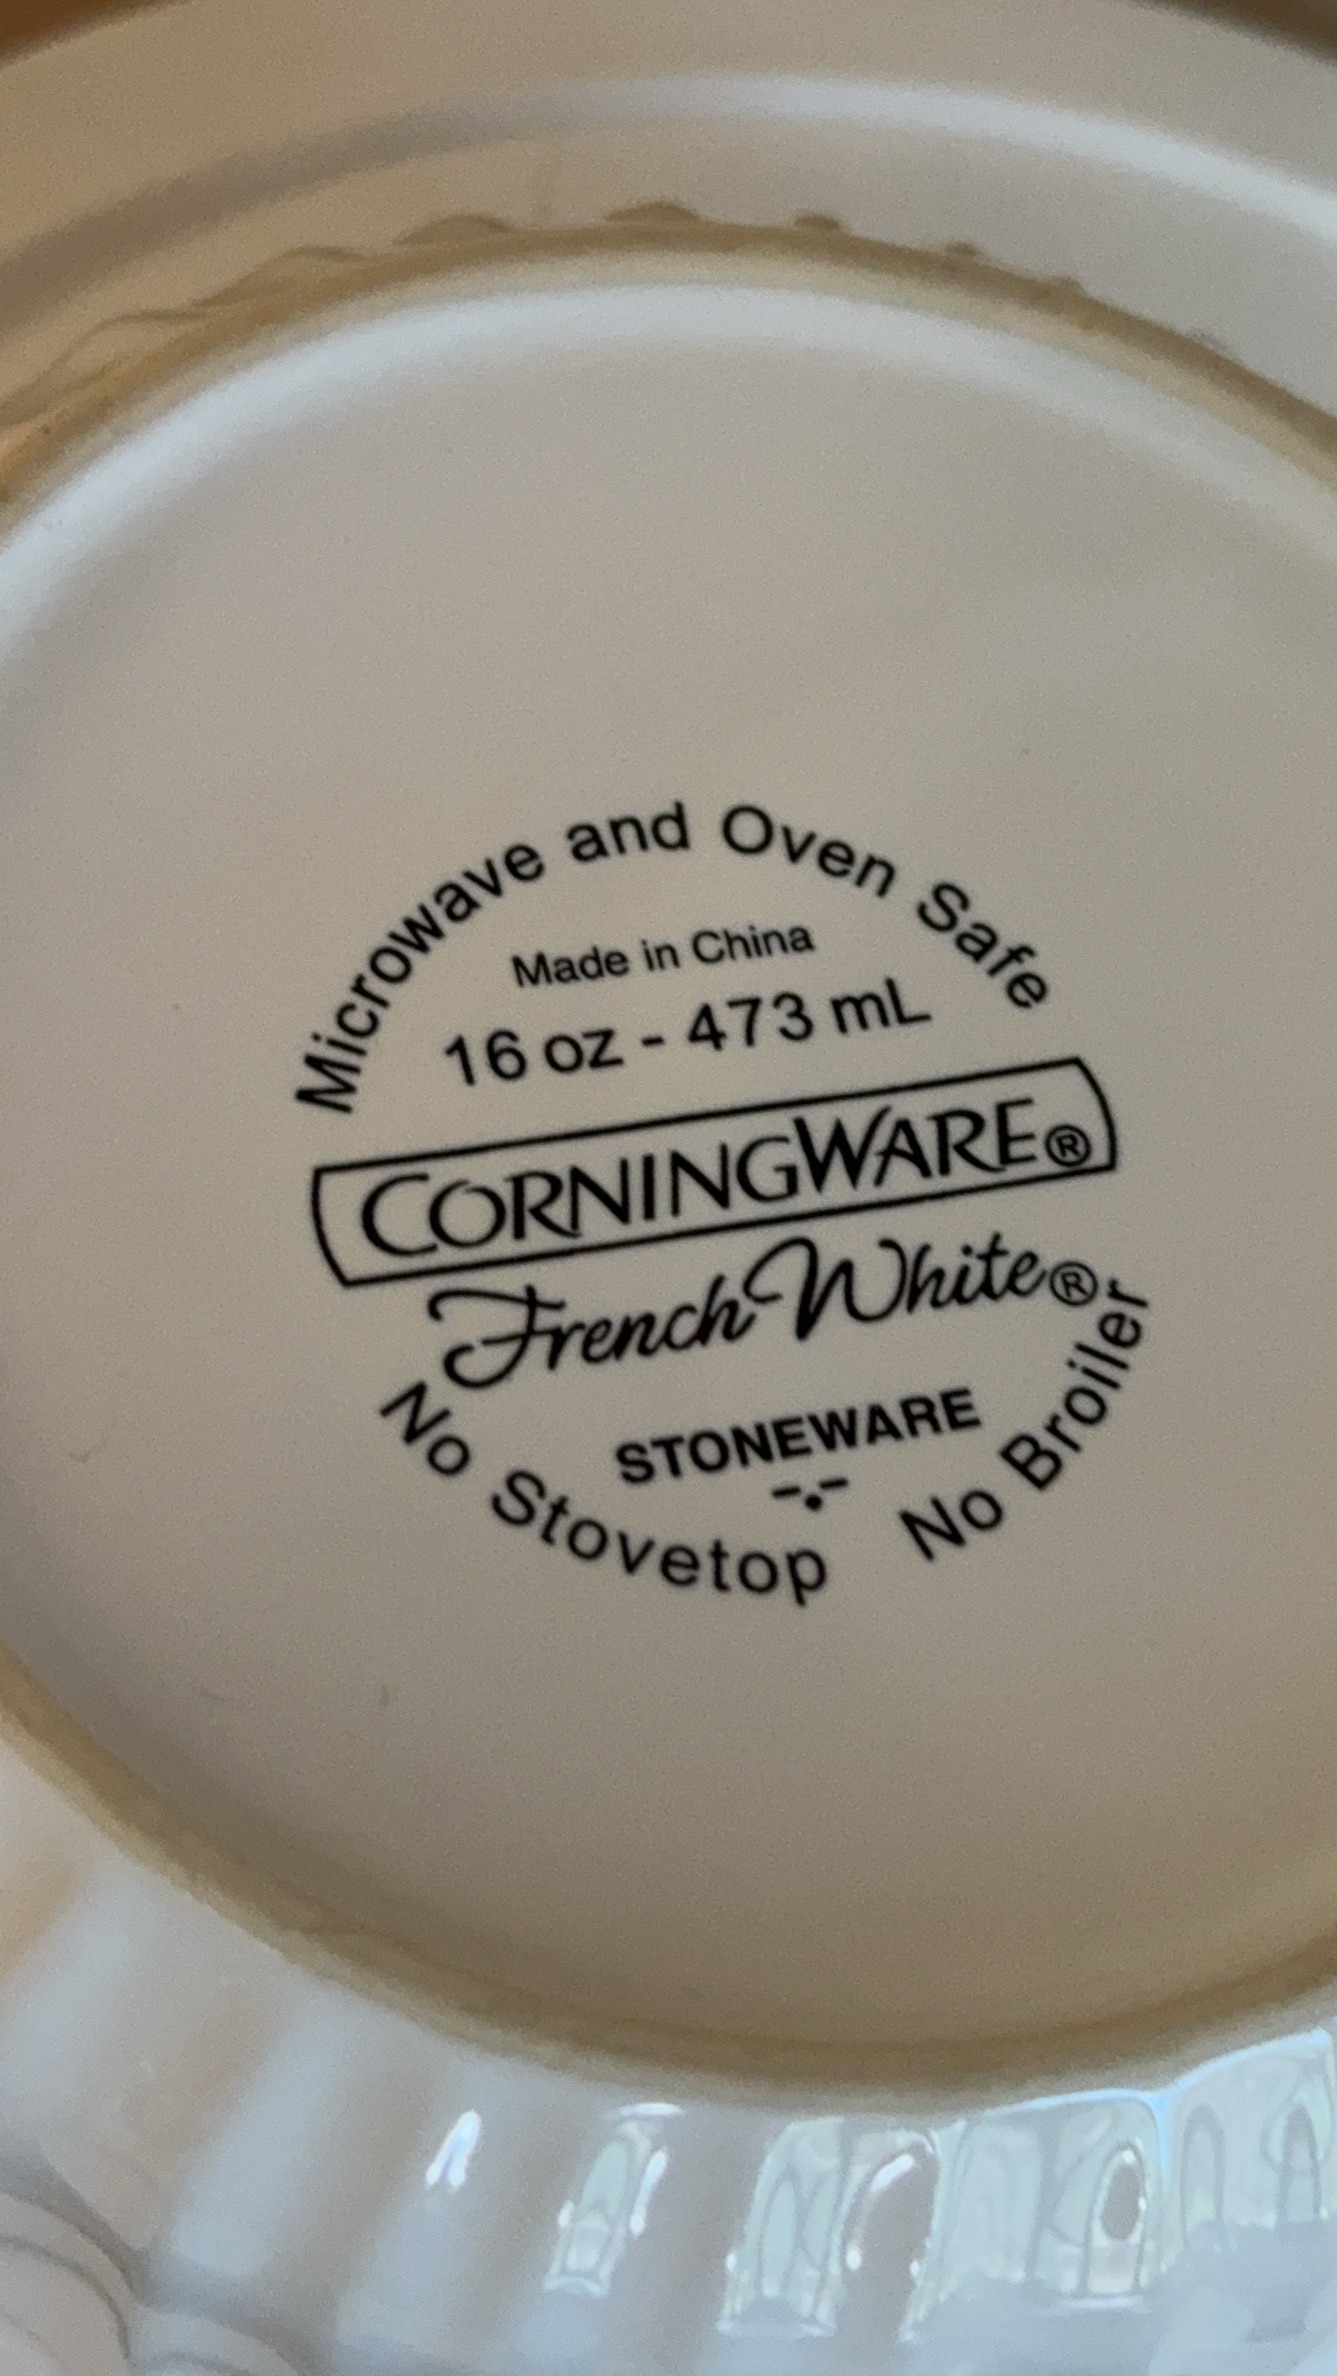 Microwave and Oven Safe
Made in China
16 oz - 473 mL
CORNINGWARE®
French White®
STONEWARE
No Stovetop No Broiler